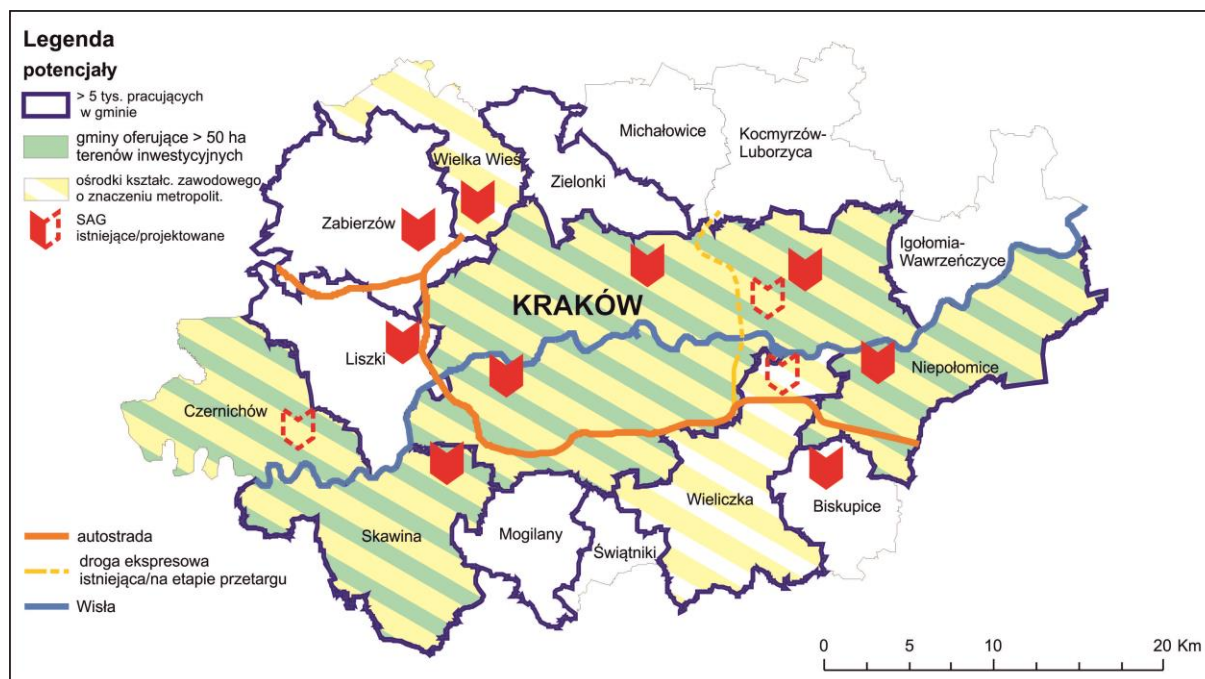 Legenda
potencjały
> 5 tys. pracujących
w gminie
gminy oferujące > 50 ha
terenów inwestycyjnych
ośrodki kształc. zawodowego
o znaczeniu metropolit.
SAG
istniejące/projektowane
Michałowice
Kocmyrzów-
Luborzyca
Wielka Wieś
Zielonki
Zabierzów
Igołomia-
Wawrzeńczyce
KRAKÓW
Liszki
Niepołomice
Czernichów
Wieliczka
Biskupice
Skawina
Mogilany
Świątniki
autostrada
droga ekspresowa
istniejąca/na etapie przetargu
Wisła
0 5 10 20 Km